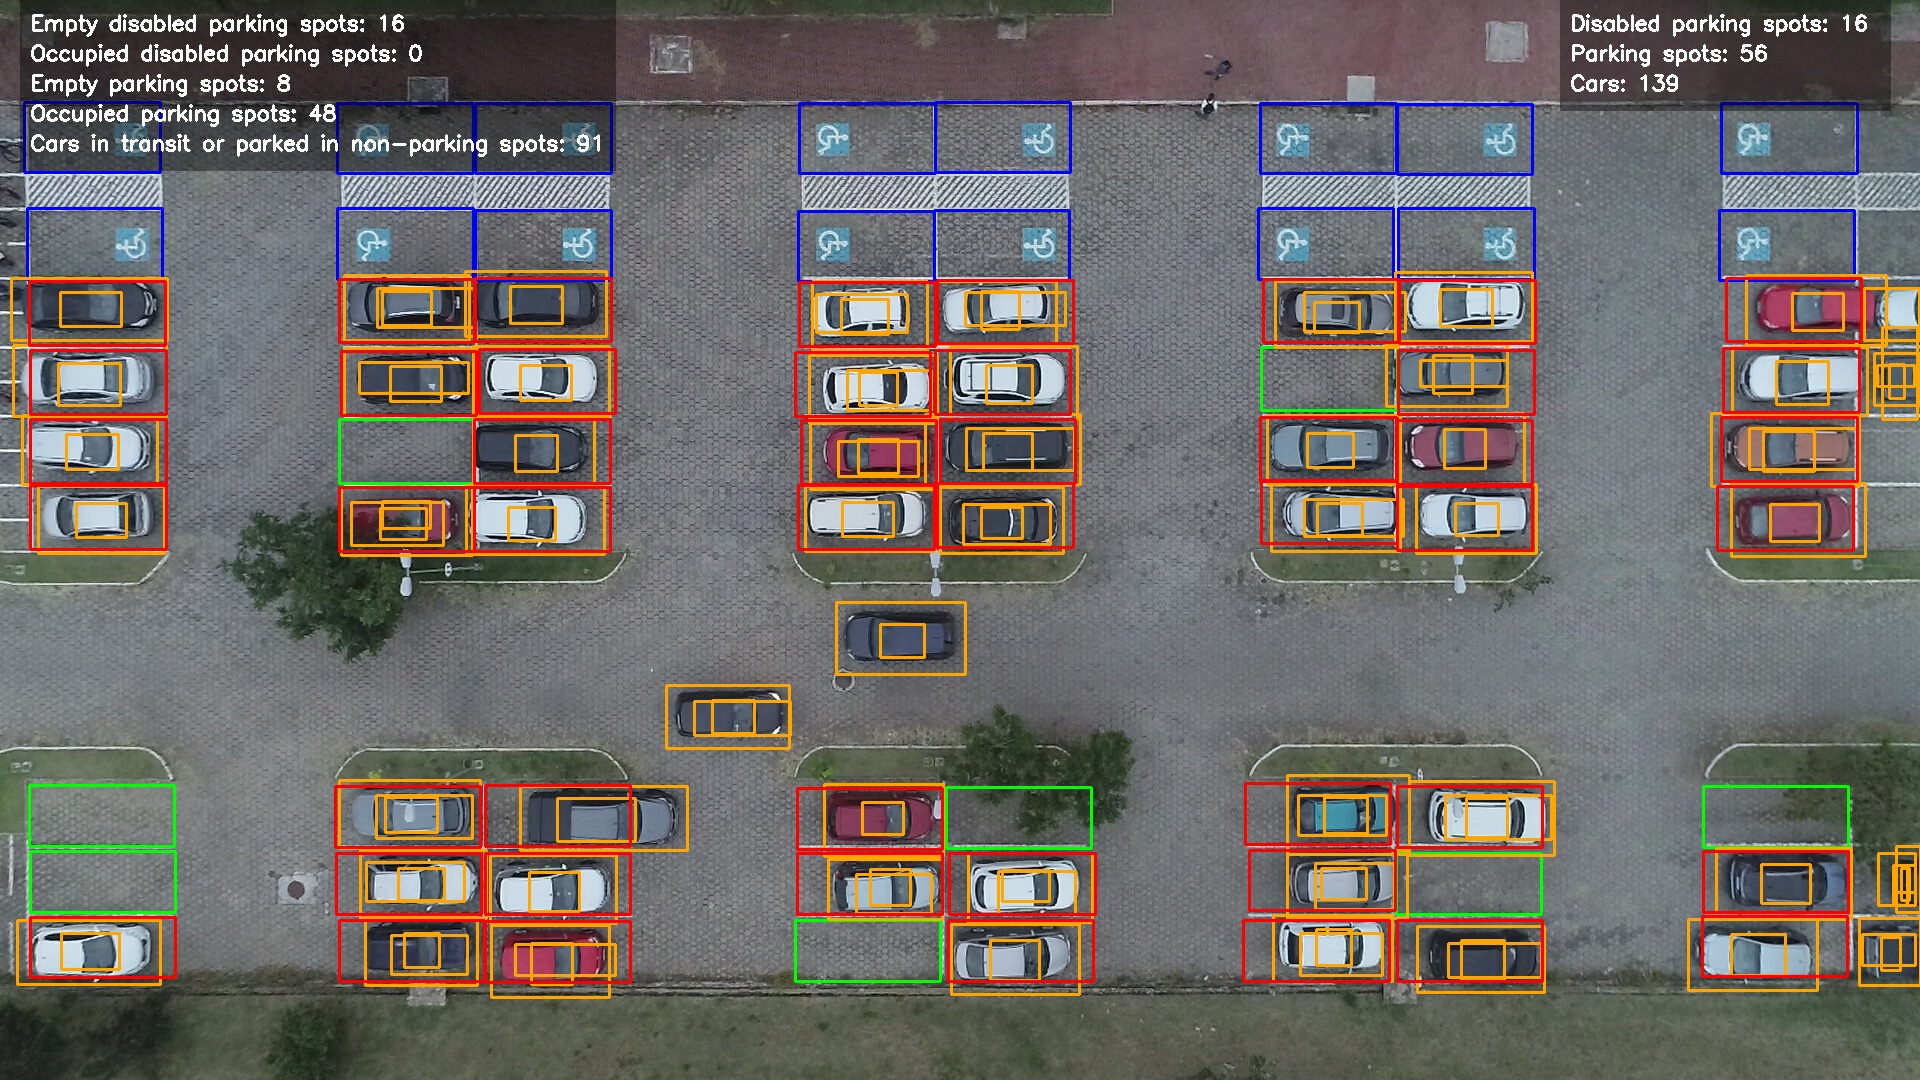 Empty disabled parking spots: 16
Occupied disabled parking spots: 0
Empty parking spots: 8
Occupied parking spots: 48
Cars in transit or parked in non-parking spots: 91
Disabled parking spots: 16
Parking spots: 56
Cars: 139